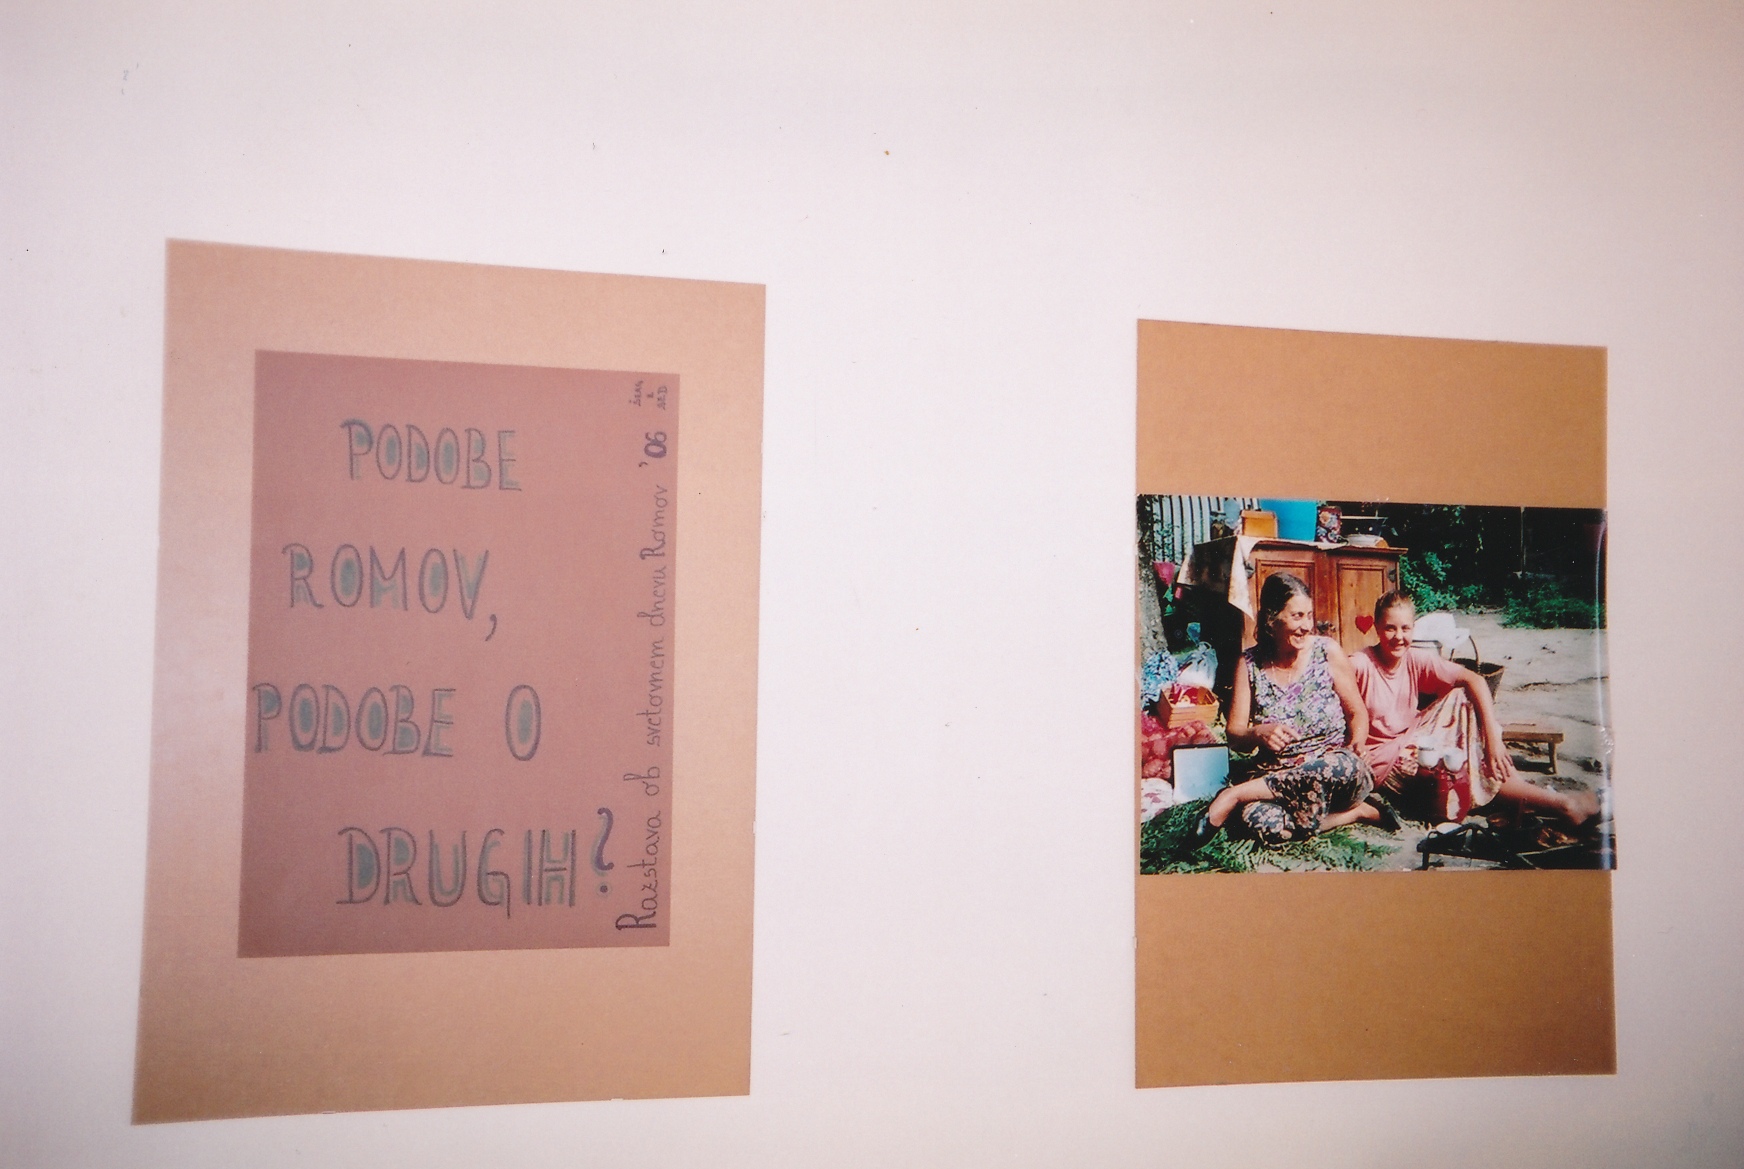 PODOBE
ROMOV,
PODOBE O
DRUGIH?
Razstava ob svetovnem dnevu Romov '06